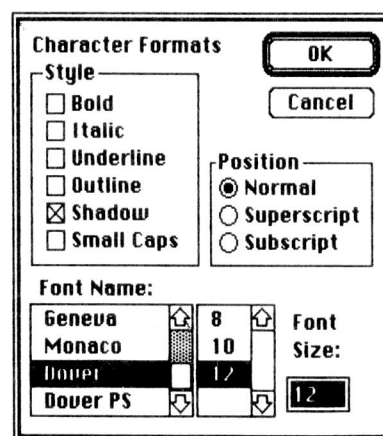 Character Formats
OK
Cancel
Style
Bold
Italic
Underline
Outline
Shadow
Small Caps
Position
Normal
Superscript
Subscript
Font Name:
Geneva
Monaco
Dover
Dover PS
8
10
12
Font
Size:
12